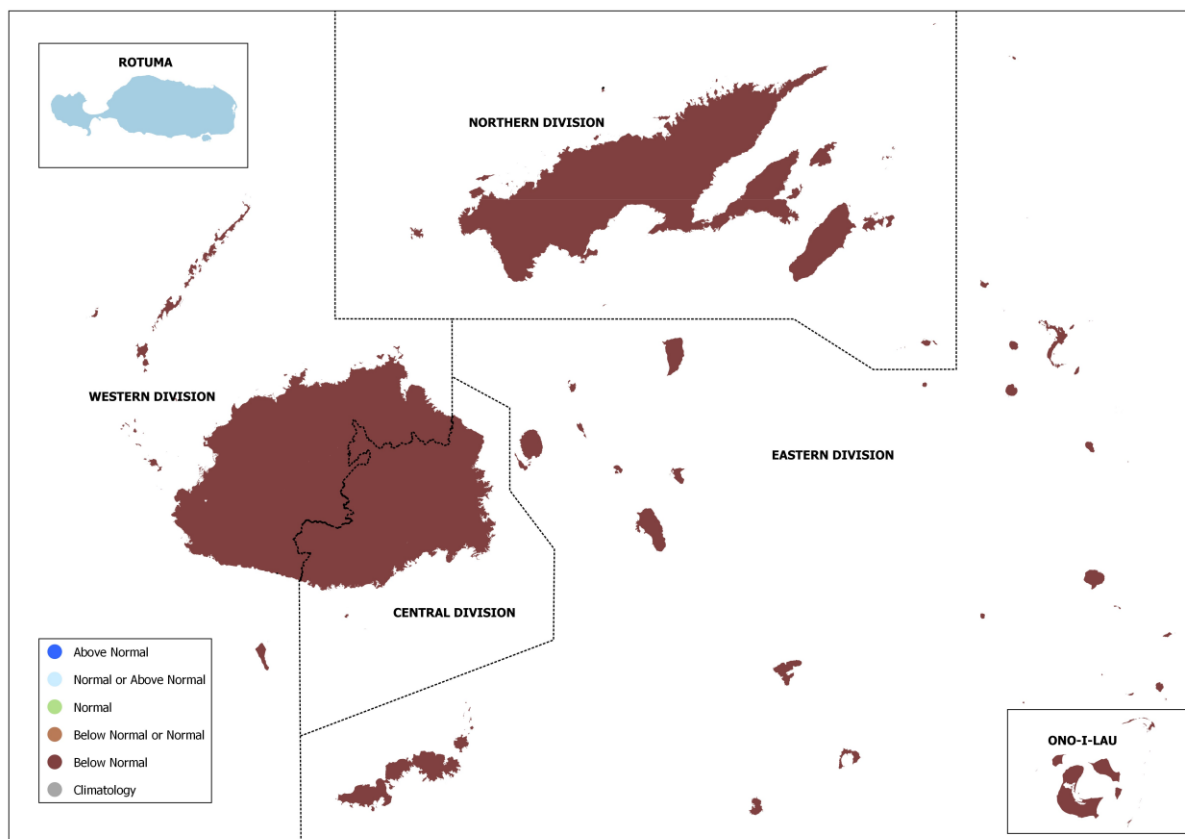 ROTUMA
NORTHERN DIVISION
WESTERN DIVISION
EASTERN DIVISION
CENTRAL DIVISION
Above Normal
Normal or Above Normal
Normal
Below Normal or Normal
Below Normal
Climatology
ONO-I-LAU